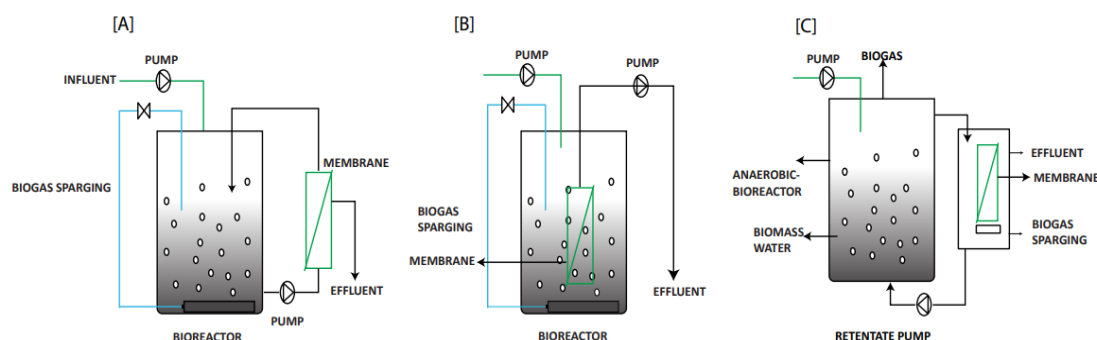 [A]
PUMP
INFLUENT
BIOGAS SPARGING
MEMBRANE
EFFLUENT
PUMP
BIOREACTOR
[B]
PUMP
PUMP
BIOGAS
SPARGING
MEMBRANE
EFFLUENT
BIOREACTOR
[C]
PUMP
BIOGAS
ANAEROBIC-
BIOREACTOR
BIOMASS
WATER
EFFLUENT
MEMBRANE
BIOGAS
SPARGING
RETENTATE PUMP